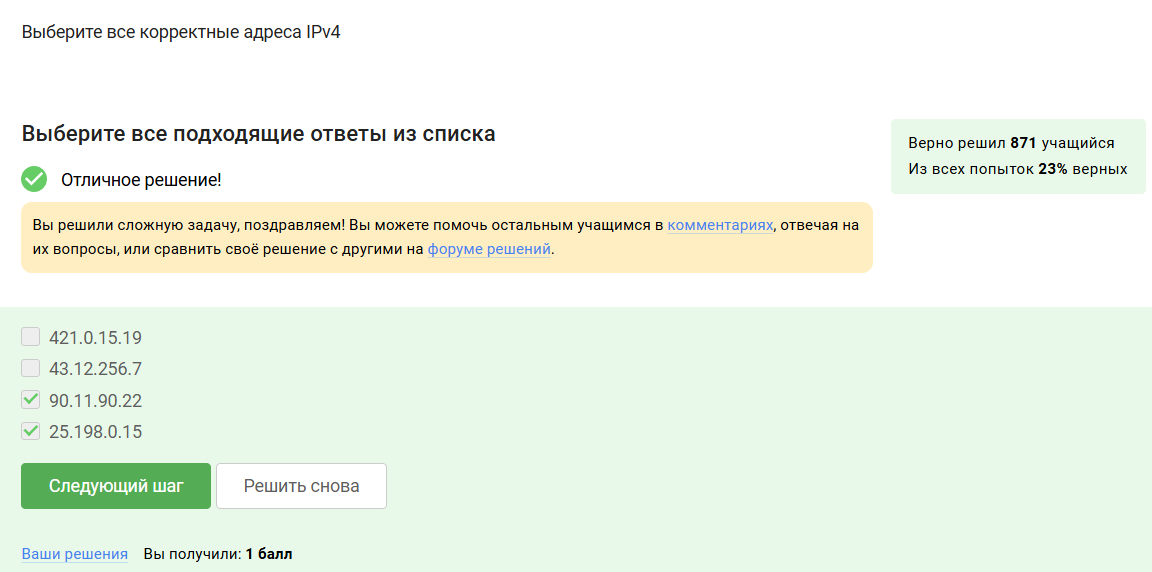 Выберите все корректные адреса IPv4
Выберите все подходящие ответы из списка
Верно решил 871 учащийся
Из всех попыток 23% верных
Отличное решение!
Вы решили сложную задачу, поздравляем! Вы можете помочь остальным учащимся в комментариях, отвечая на
их вопросы, или сравнить своё решение с другими на форуме решений.
421.0.15.19
43.12.256.7
90.11.90.22
25.198.0.15
Следующий шаг Решить снова
Ваши решения Вы получили: 1 балл